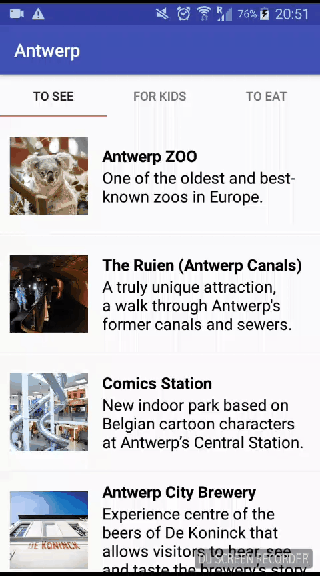 76% 20:51
Antwerp
TO SEE FOR KIDS TO EAT
Antwerp ZOO
One of the oldest and best-
known zoos in Europe.
The Ruien (Antwerp Canals)
A truly unique attraction,
a walk through Antwerp's
former canals and sewers.
Comics Station
New indoor park based on
Belgian cartoon characters
at Antwerp's Central Station.
Antwerp City Brewery
Experience centre of the
beers of De Koninck that
allows visitors to hear, see
and taste the brewery's story
DE KONINCK
DU SCREEN RECORDER